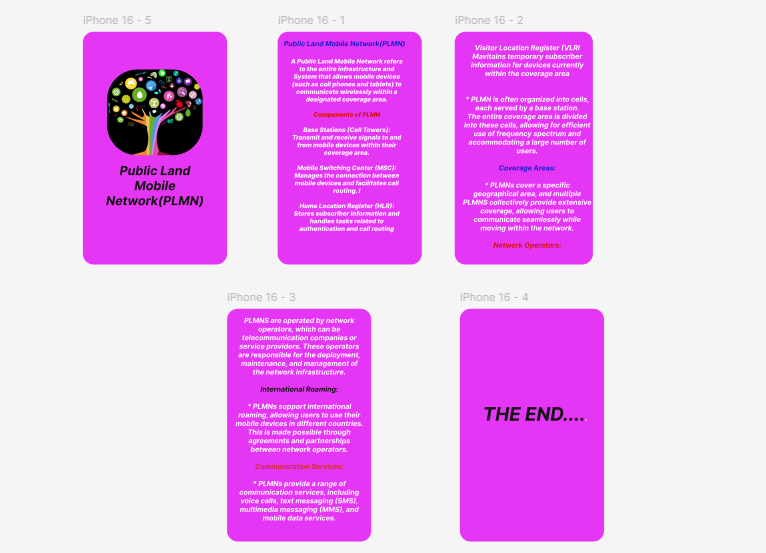 iPhone 16 - 5
Public Land
Mobile
Network(PLMN)
iPhone 16 - 1
Public Land Mobile Network(PLMN)
A Public Land Mobile Network refers
to the entire infrastructure and
System that allows mobile devices
(such as coll phones and tablets) to
communicate wirelessly within a
designated coverage area.
Components of PLMN
Base Stations (Cell Towers):
Transmit and receive signals to and
from mobile devices within their
coverage area.
Mobile Switching Center (MSC):
Manages the connection between
mobile devices and facilitates call
routing. I
Home Location Register (HLR):
Stores subscriber information and
handles tasks related to
authentication and call routing
iPhone 16 - 2
Visitor Location Register (VLRI
Mavitains temporary subscriber
information for devices currently
within the coverage area
* PLMN is often organized into cells,
each served by a base station.
The entire coverage area is divided
into these cells, allowing for efficient
use of frequency spectrum and
accommodating a large number of
users.
Coverage Areas:
* PLMNs cover a specific
geographical area, and multiple
PLMNS collectively provide extensive
coverage, allowing users to
communicate seamlessly while
moving within the network.
Network Operators:
iPhone 16 - 3
PLMNS are operated by network
operators, which can be
telecommunication companies or
service providers. These operators
are responsible for the deployment,
maintenance, and management of
the network infrastructure.
International Roaming:
* PLMNs support international
roaming, allowing users to use their
mobile devices in different countries.
This is made possible through
agreements and partnerships
between network operators.
Communication Services:
* PLMNs provide a range of
communication services, including
voice calls, text messaging (SMS),
multimedia messaging (MMS), and
mobile data services.
iPhone 16 - 4
THE END....